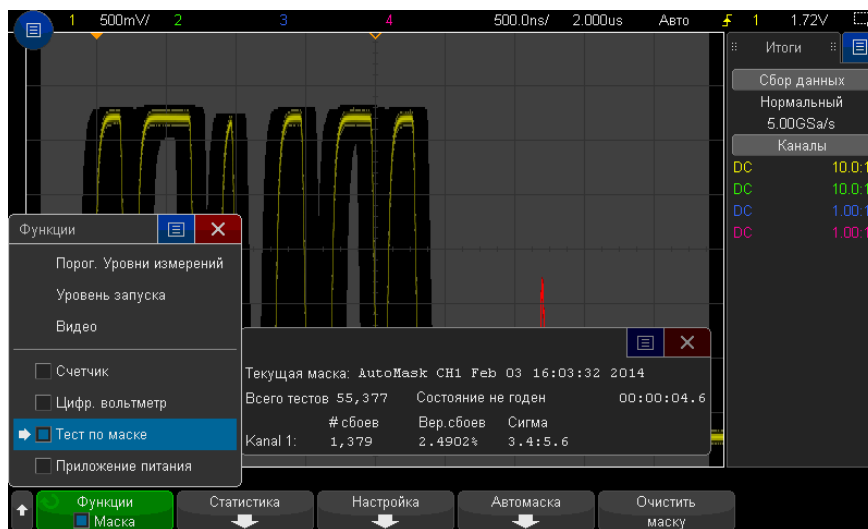 1 500mV/ 2 3 4 500.0ns/ 2.000us Авто 1 1.72V
Итоги
Сбор данных
Нормальный
5.00GSa/s
Каналы
DC 10.0:1
DC 10.0:1
DC 1.00:1
DC 1.00:1
Функции
Порог. Уровни измерений
Уровень запуска
Видео
Счетчик
Цифр. вольтметр
Тест по маске
Приложение питания
Текущая маска: AutoMask CH1 Feb 03 16:03:32 2014
Всего тестов 55,377 Состояние не годен 00:00:04.6
# сбоев Вер.сбоев Сигма
Kanal 1: 1,379 2.4902% 3.4:5.6
Функции
Маска
Статистика
Настройка
Автомаска
Очистить
маску